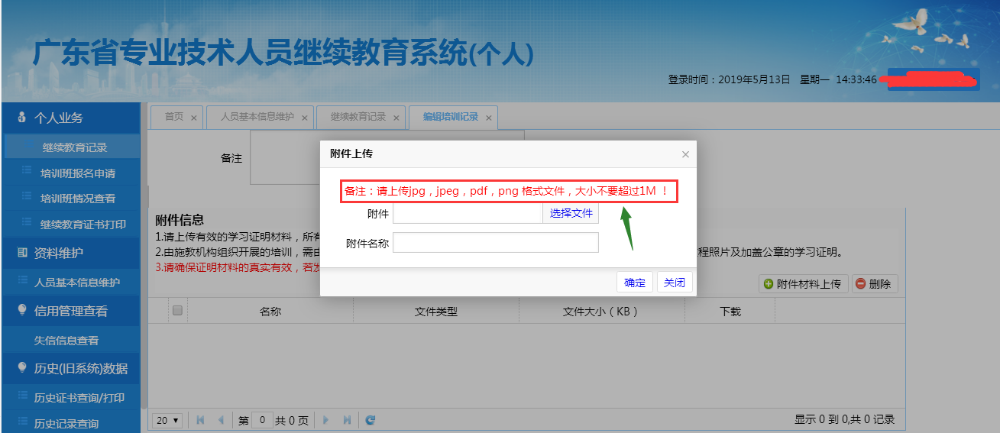 广东省专业技术人员继续教育系统(个人)
登录时间：2019年5月13日 星期一 14:33:46
个人业务
继续教育记录
培训班报名申请
培训班情况查看
继续教育证书打印
资料维护
人员基本信息维护
信用管理查看
失信信息查看
历史(旧系统)数据
历史证书查询/打印
历史记录查询
首页 × 人员基本信息维护 × 继续教育记录 × 编辑培训记录 ×
备注
附件上传 ×
备注：请上传jpg，jpeg，pdf，png 格式文件，大小不要超过1M ！
附件 选择文件
附件名称
确定 关闭
附件信息
1.请上传有效的学习证明材料，所有
2.由施教机构组织开展的培训，需由 程照片及加盖公章的学习证明。
3.请确保证明材料的真实有效，若发
附件材料上传 删除
名称 文件类型 文件大小（KB） 下载
20 第 0 共 0 页 显示 0 到 0,共 0 记录